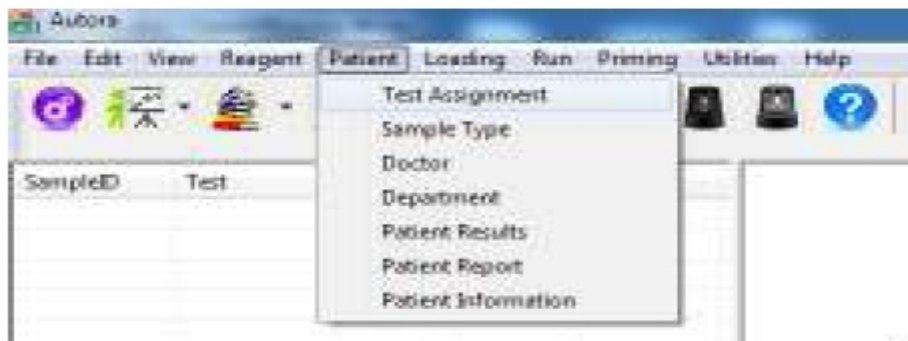 Autora
File Edit View Reagent Patient Loading Run Priming Utilities Help
Test Assignment
Sample Type
Doctor
Department
Patient Results
Patient Report
Patient Information
SampleID Test